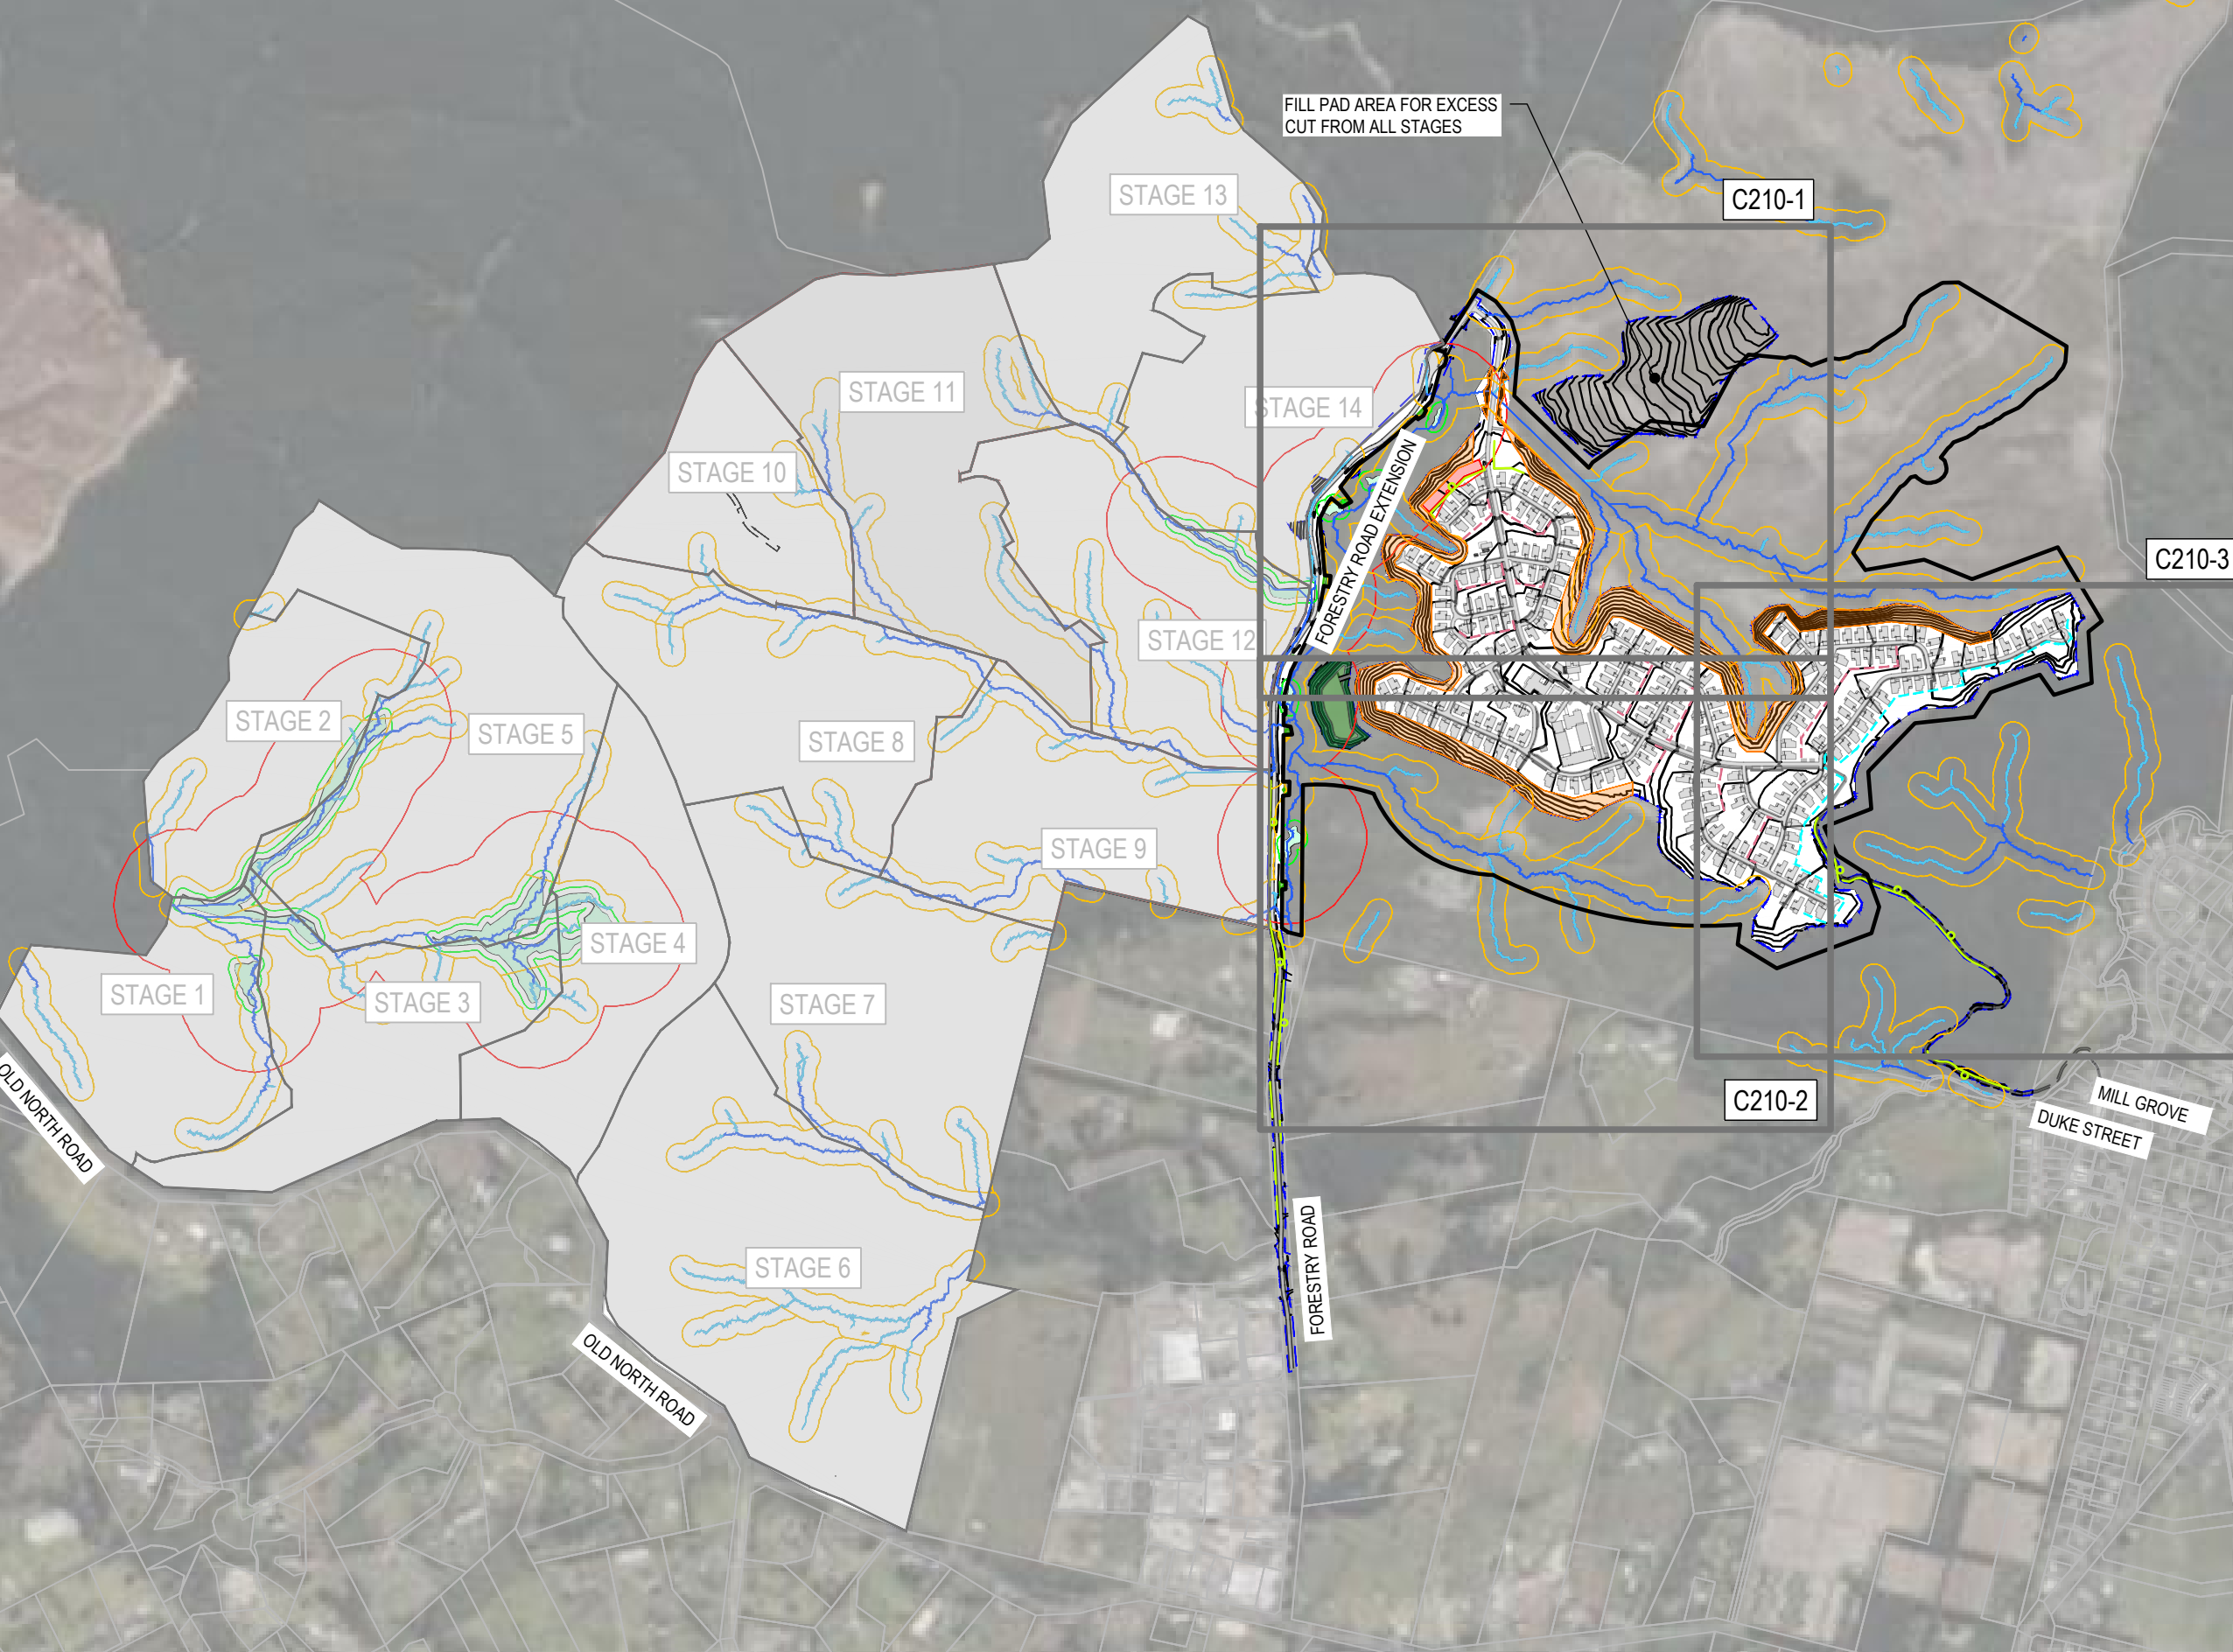 FILL PAD AREA FOR EXCESS
CUT FROM ALL STAGES
C210-1
STAGE 13
STAGE 11
STAGE 14
STAGE 10
FORESTRY ROAD EXTENSION
C210-3
STAGE 12
STAGE 2
STAGE 5
STAGE 8
STAGE 9
STAGE 4
STAGE 1
STAGE 3
STAGE 7
OLD NORTH ROAD
C210-2
MILL GROVE
DUKE STREET
STAGE 6
FORESTRY ROAD
OLD NORTH ROAD